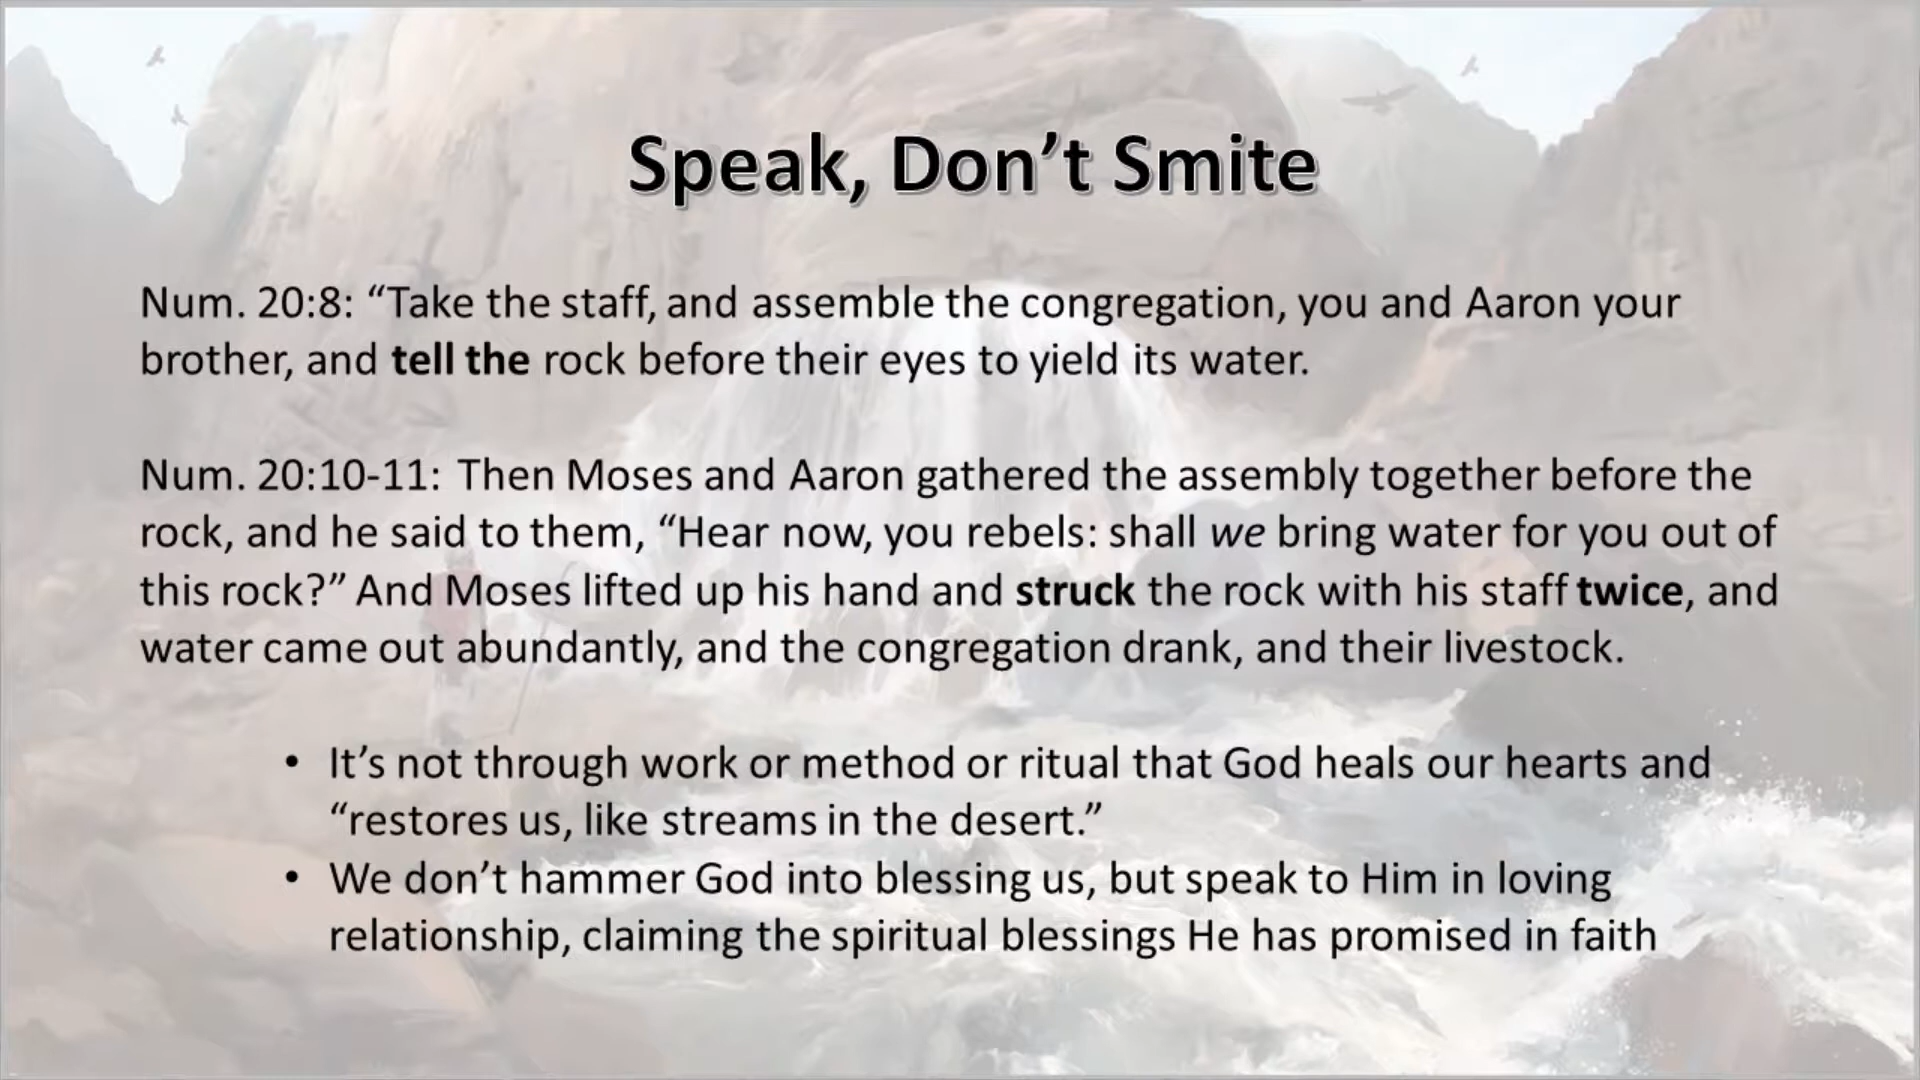 Speak, Don’t Smite
Num. 20:8: “Take the staff, and assemble the congregation, you and Aaron your
brother, and tell the rock before their eyes to yield its water.
Num. 20:10-11: Then Moses and Aaron gathered the assembly together before the
rock, and he said to them, “Hear now, you rebels: shall we bring water for you out of
this rock?” And Moses lifted up his hand and struck the rock with his staff twice, and
water came out abundantly, and the congregation drank, and their livestock.
• It’s not through work or method or ritual that God heals our hearts and
“restores us, like streams in the desert.”
• We don’t hammer God into blessing us, but speak to Him in loving
relationship, claiming the spiritual blessings He has promised in faith